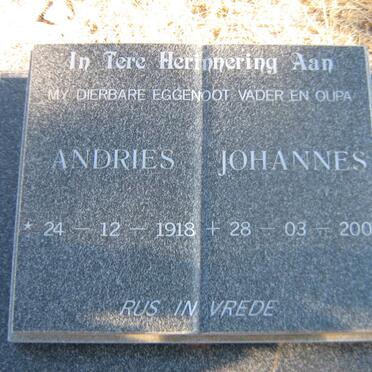 In Tere Herinnering Aan
MY DIERBARE EGGENOOT VADER EN OUPA
ANDRIES JOHANNES
* 24 - 12 - 1918 + 28 - 03 - 200
RUS IN VREDE